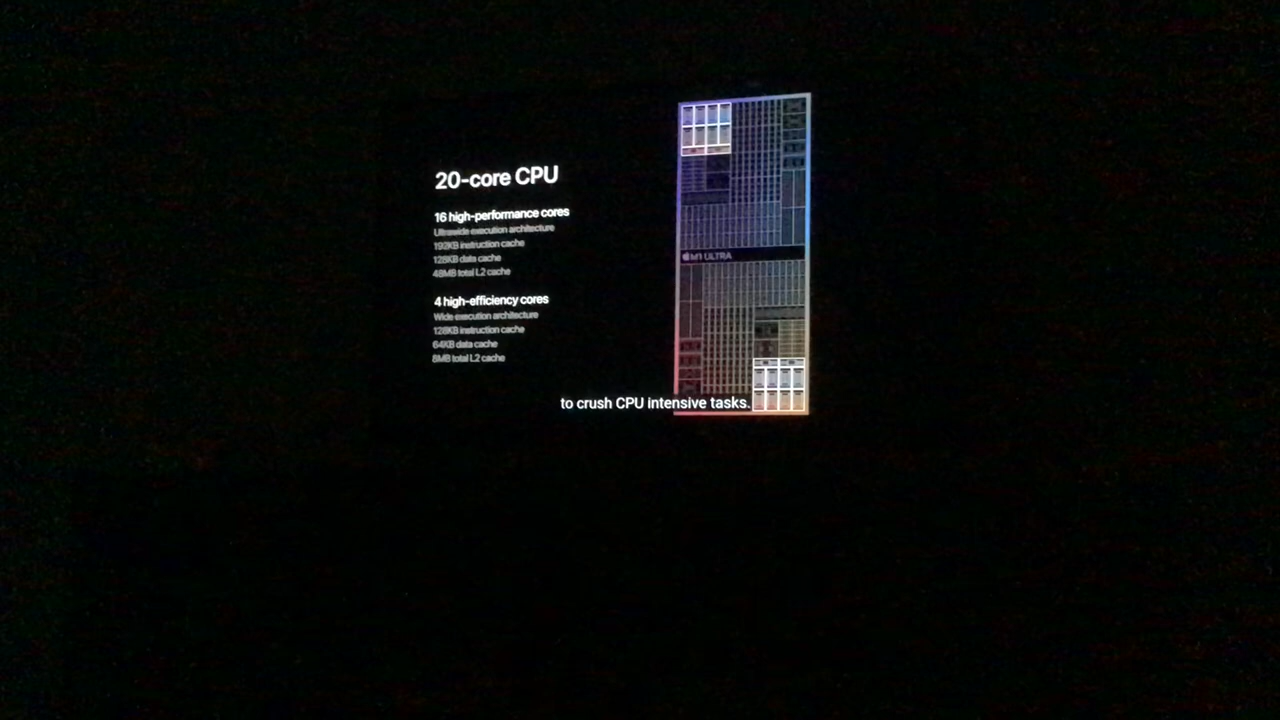 20-core CPU
16 high-performance cores
Ultrawide execution architecture
192KB instruction cache
128KB data cache
48MB total L2 cache
4 high-efficiency cores
Wide execution architecture
128KB instruction cache
64KB data cache
8MB total L2 cache
M1 ULTRA
to crush CPU intensive tasks.